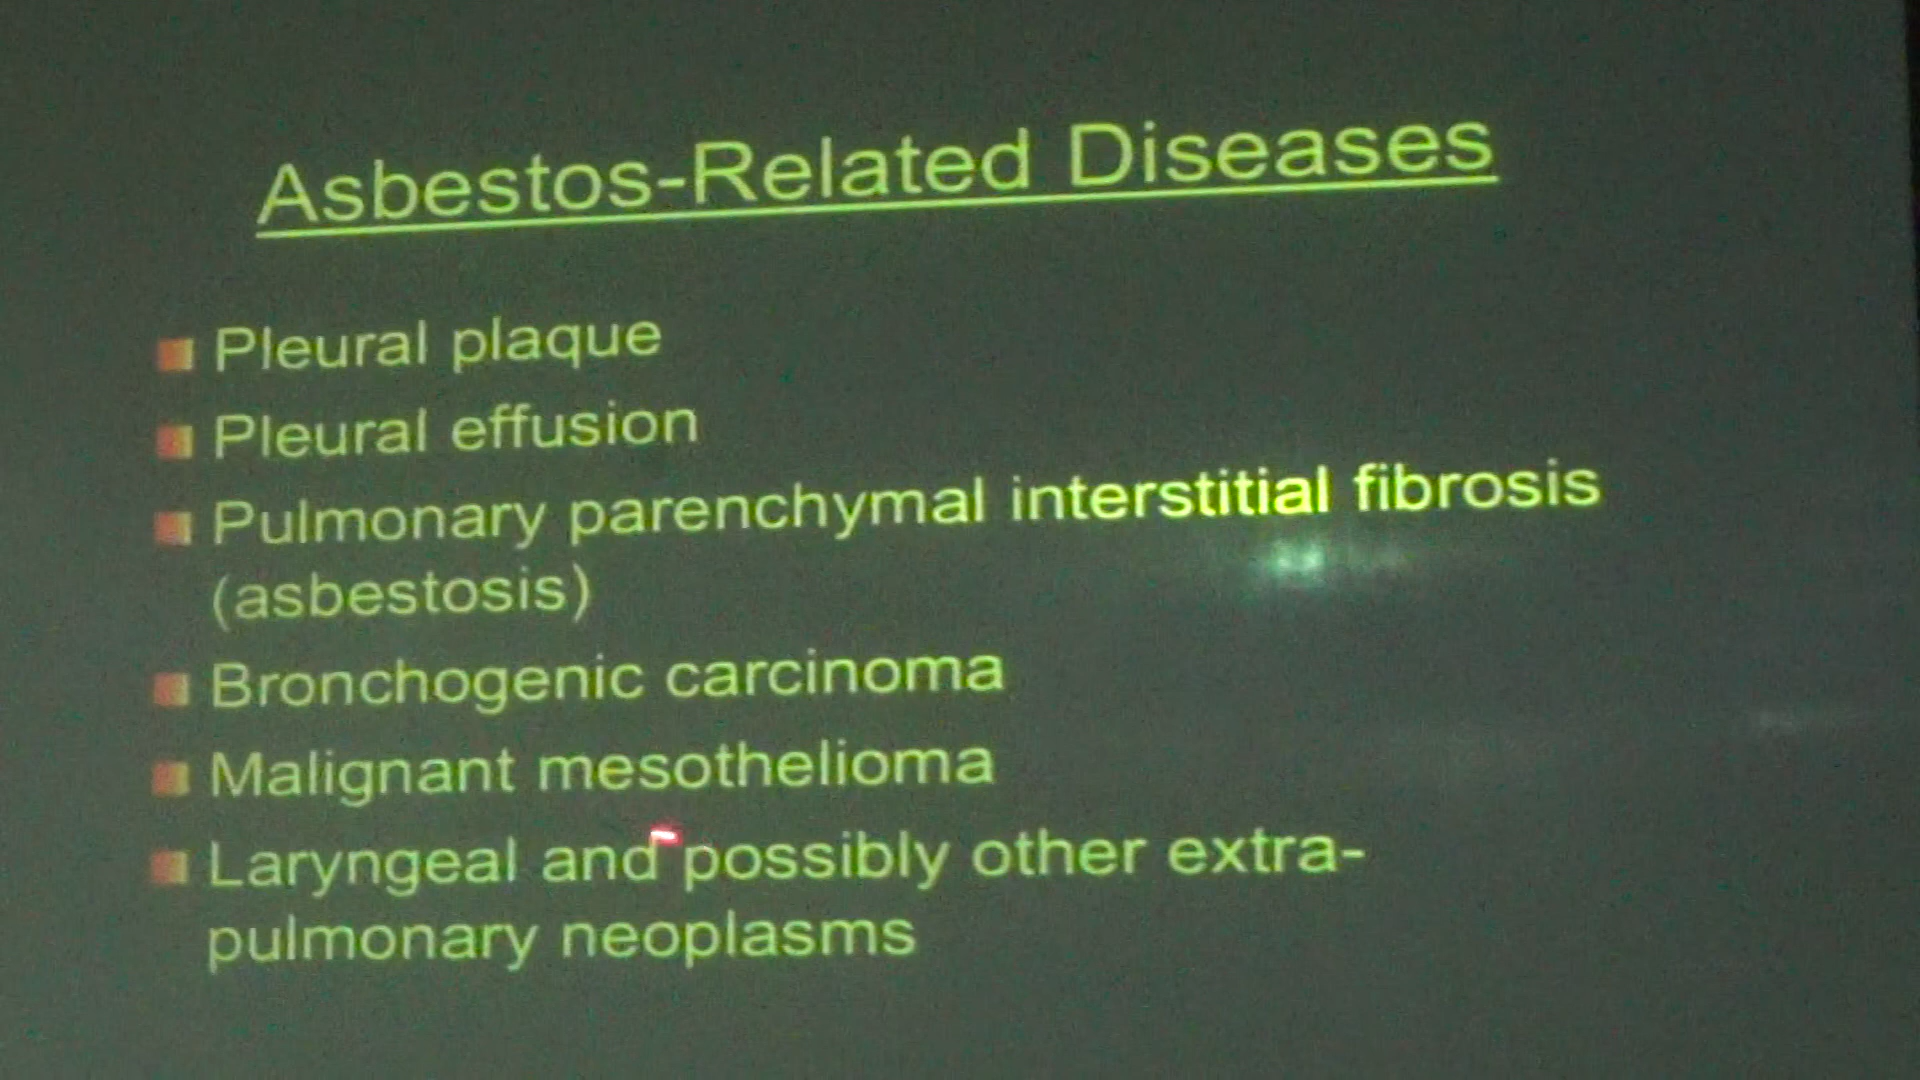 Asbestos-Related Diseases
Pleural plaque
Pleural effusion
Pulmonary parenchymal interstitial fibrosis
(asbestosis)
Bronchogenic carcinoma
Malignant mesothelioma
Laryngeal and possibly other extra-
pulmonary neoplasms